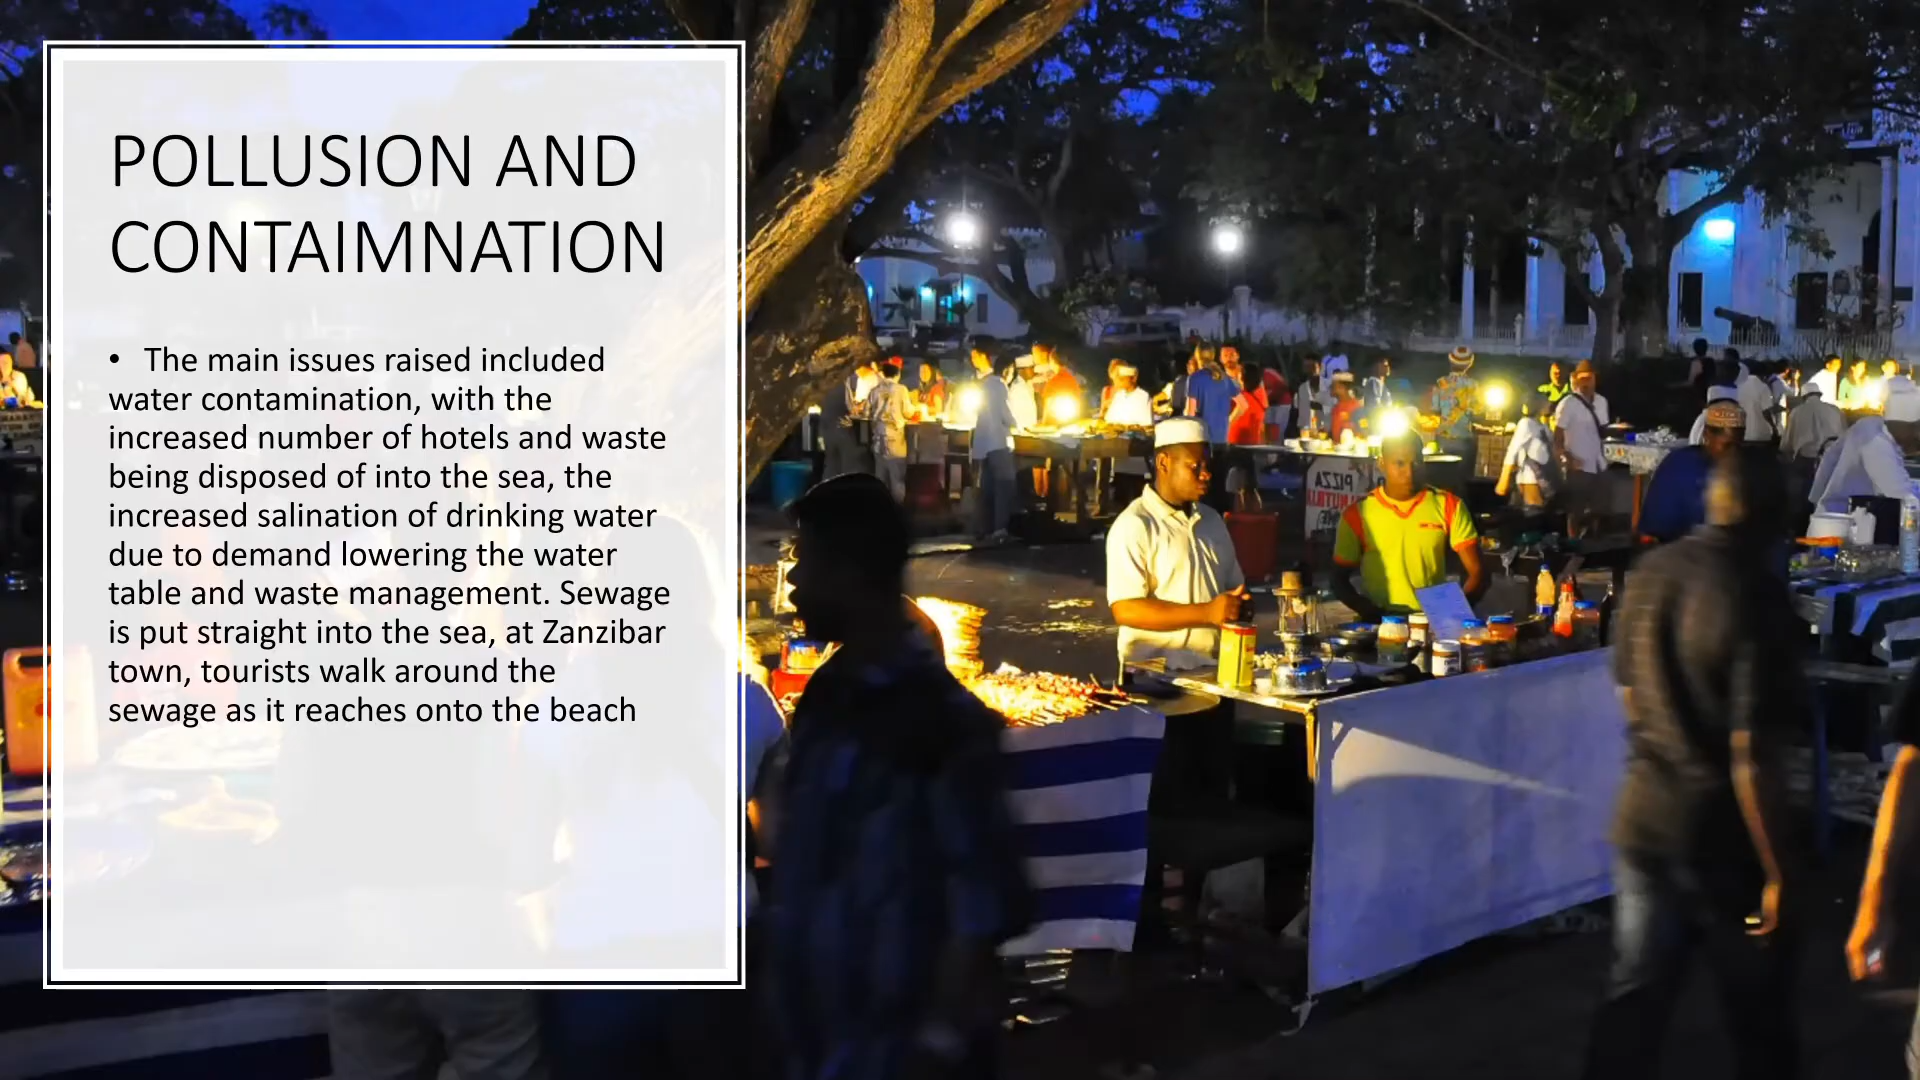 POLLUSION AND
CONTAIMNATION
• The main issues raised included
water contamination, with the
increased number of hotels and waste
being disposed of into the sea, the
increased salination of drinking water
due to demand lowering the water
table and waste management. Sewage
is put straight into the sea, at Zanzibar
town, tourists walk around the
sewage as it reaches onto the beach
PIZZA